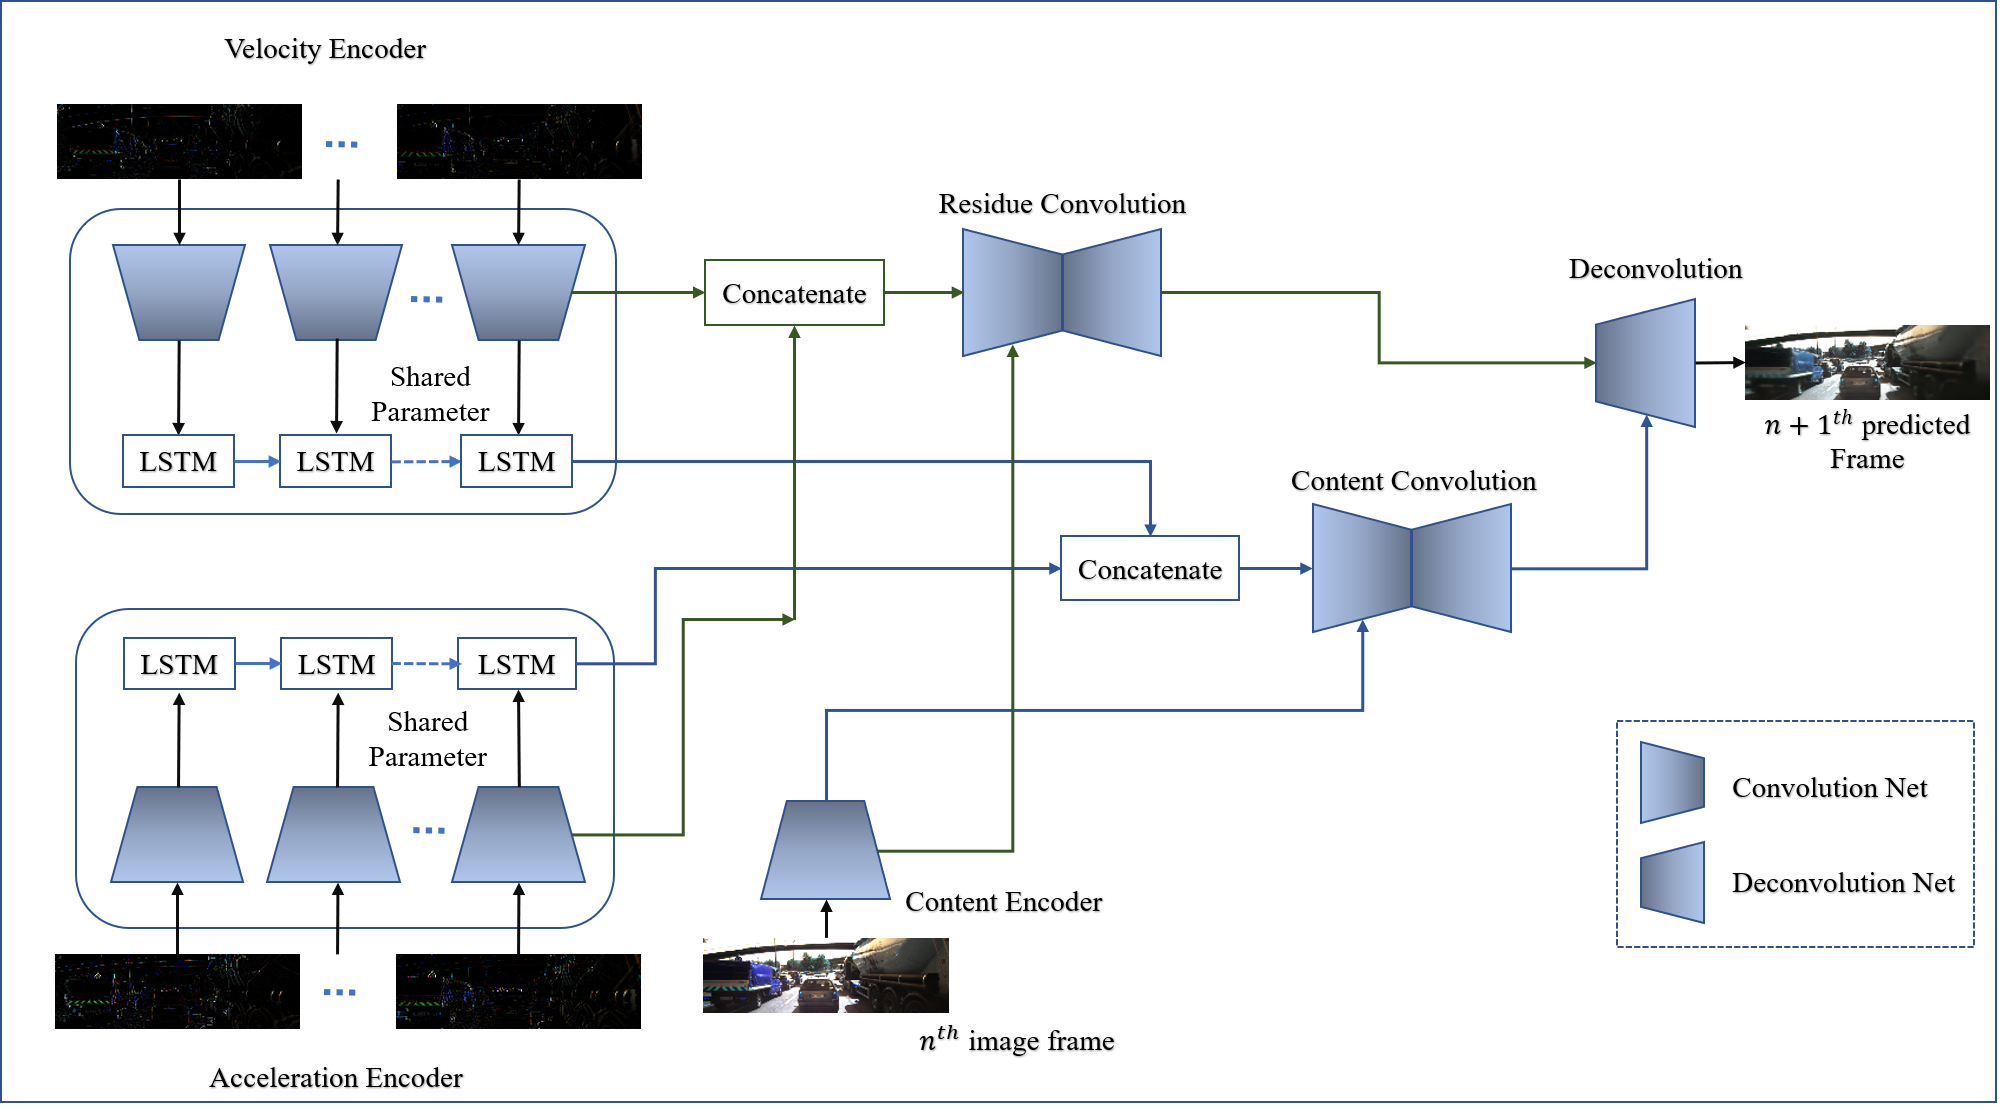 Velocity Encoder
Residue Convolution
Deconvolution
Concatenate
Shared
Parameter
LSTM
LSTM
LSTM
n + 1^{th} predicted
Frame
Content Convolution
Concatenate
LSTM
LSTM
LSTM
Shared
Parameter
Convolution Net
Deconvolution Net
Content Encoder
n^{th} image frame
Acceleration Encoder